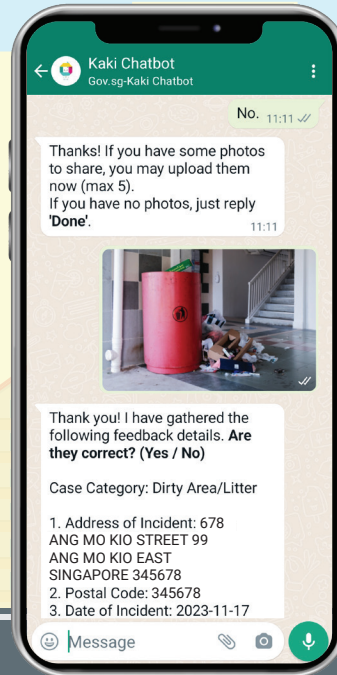 Kaki Chatbot
Gov.sg-Kaki Chatbot
No. 11:11
Thanks! If you have some photos
to share, you may upload them
now (max 5).
If you have no photos, just reply
'Done'.
11:11
Thank you! I have gathered the
following feedback details. Are
they correct? (Yes / No)
Case Category: Dirty Area/Litter
1. Address of Incident: 678
ANG MO KIO STREET 99
ANG MO KIO EAST
SINGAPORE 345678
2. Postal Code: 345678
3. Date of Incident: 2023-11-17
Message